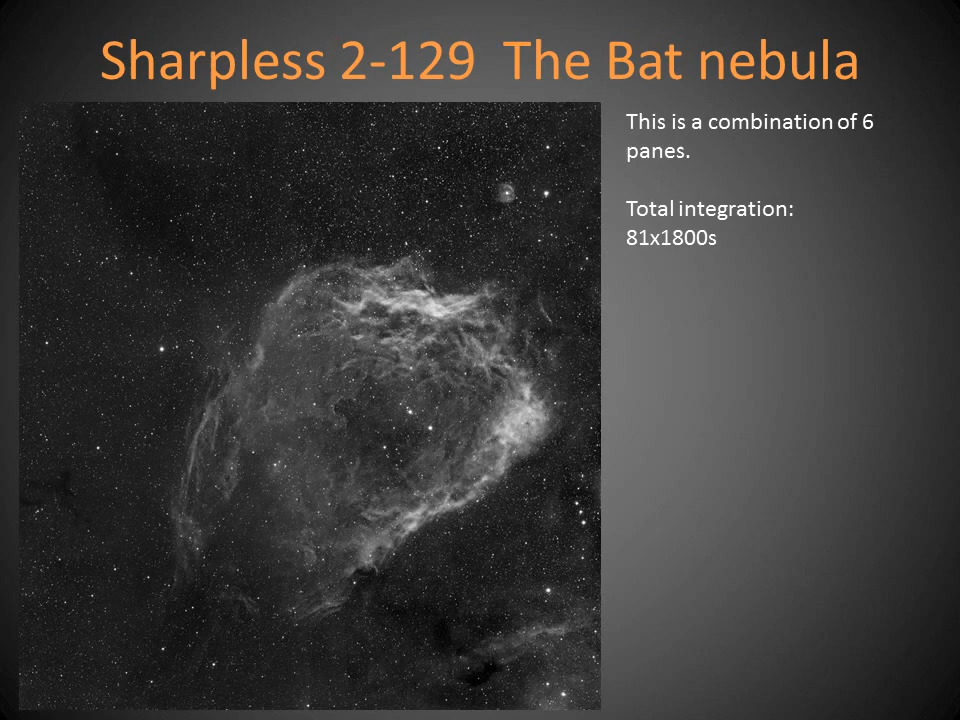 Sharpless 2-129  The Bat nebula
This is a combination of 6
panes.
Total integration:
81x1800s